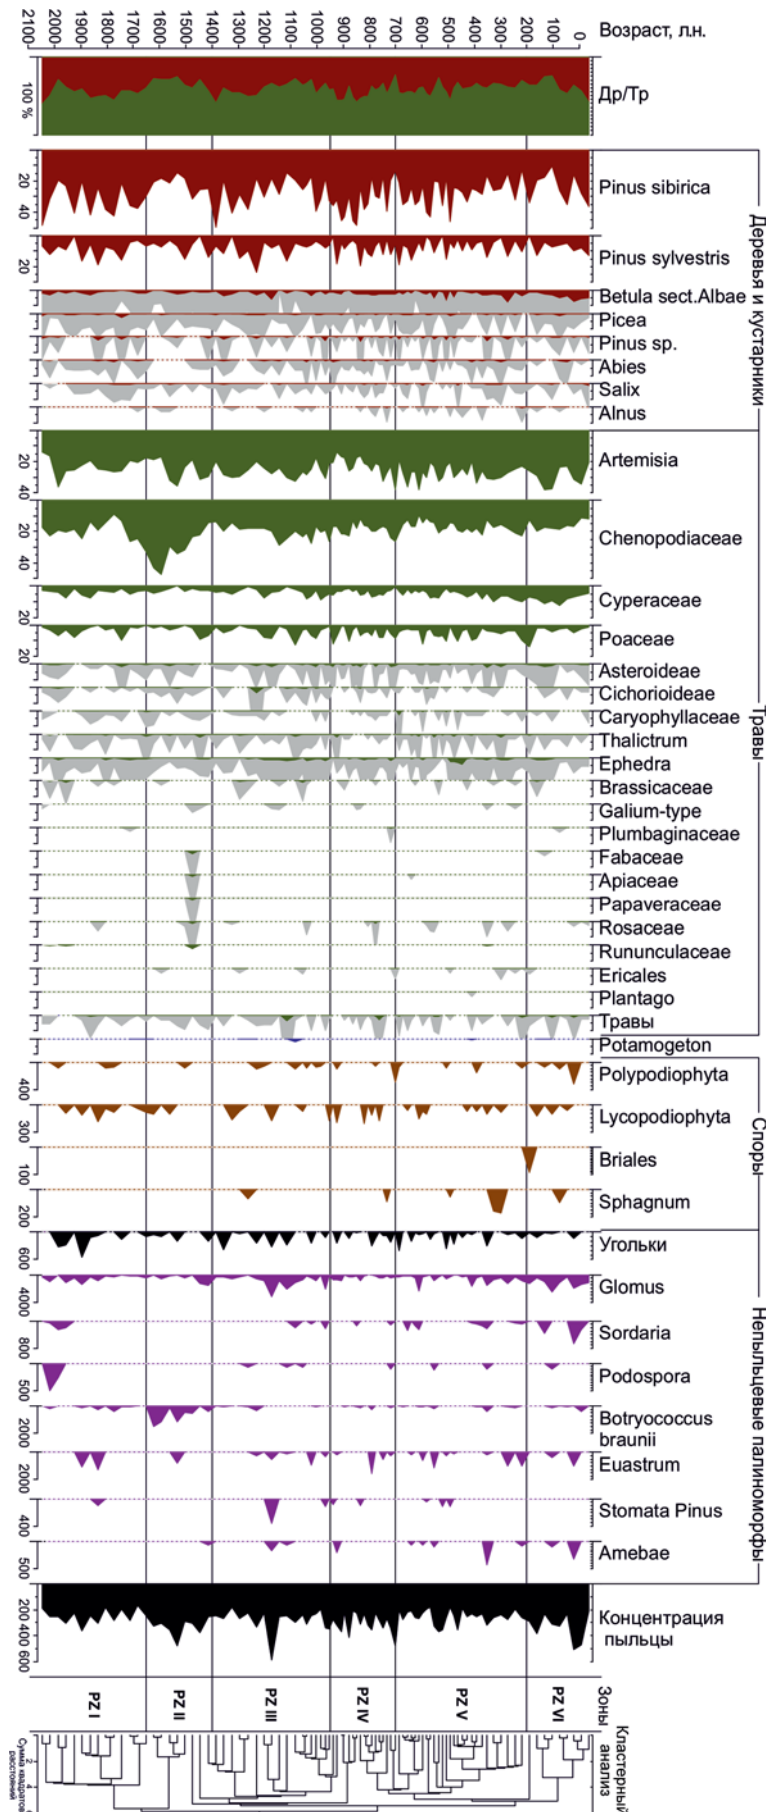 Возраст, л.н.
2100
2000
1900
1800
1700
1600
1500
1400
1300
1200
1100
1000
900
800
700
600
500
400
300
200
100
0
Др/Тр
100 %
Деревья и кустарники
Pinus sibirica
20
40
Pinus sylvestris
20
Betula sect.Albae
Picea
Pinus sp.
Abies
Salix
Alnus
Травы
Artemisia
20
40
Chenopodiaceae
20
40
Cyperaceae
20
Poaceae
20
Asteroideae
Cichorioideae
Caryophyllaceae
Thalictrum
Ephedra
Brassicaceae
Galium-type
Plumbaginaceae
Fabaceae
Apiaceae
Papaveraceae
Rosaceae
Rununculaceae
Ericales
Plantago
Травы
Potamogeton
Споры
Polypodiophyta
400
Lycopodiophyta
300
Briales
100
Sphagnum
200
Непыльцевые палиноморфы
Угольки
600
Glomus
4000
Sordaria
800
Podospora
500
Botryococcus
braunii
2000
Euastrum
2000
Stomata Pinus
400
Amebae
500
Концентрация
пыльцы
200
400
600
Зоны
PZ I
PZ II
PZ III
PZ IV
PZ V
PZ VI
Кластерный
анализ
2
4
Сумма квадратов
расстояний